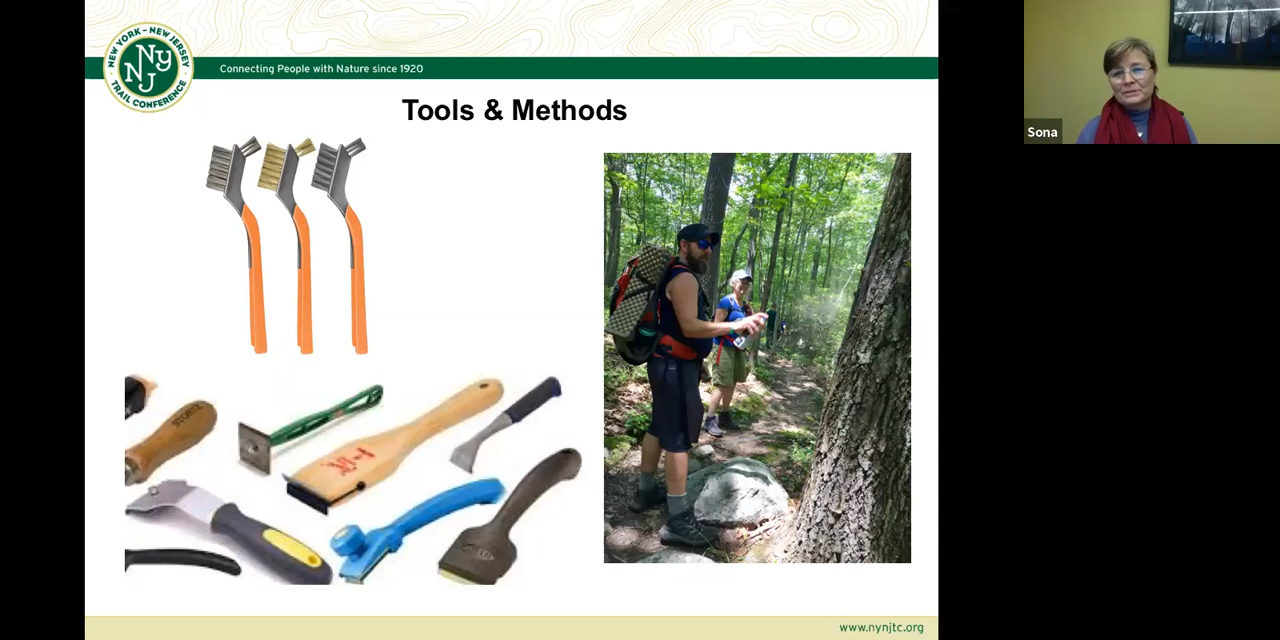 NEW YORK - NEW JERSEY
NY
NJ
TRAIL CONFERENCE
Connecting People with Nature since 1920
Tools & Methods
Sona
www.nynjtc.org